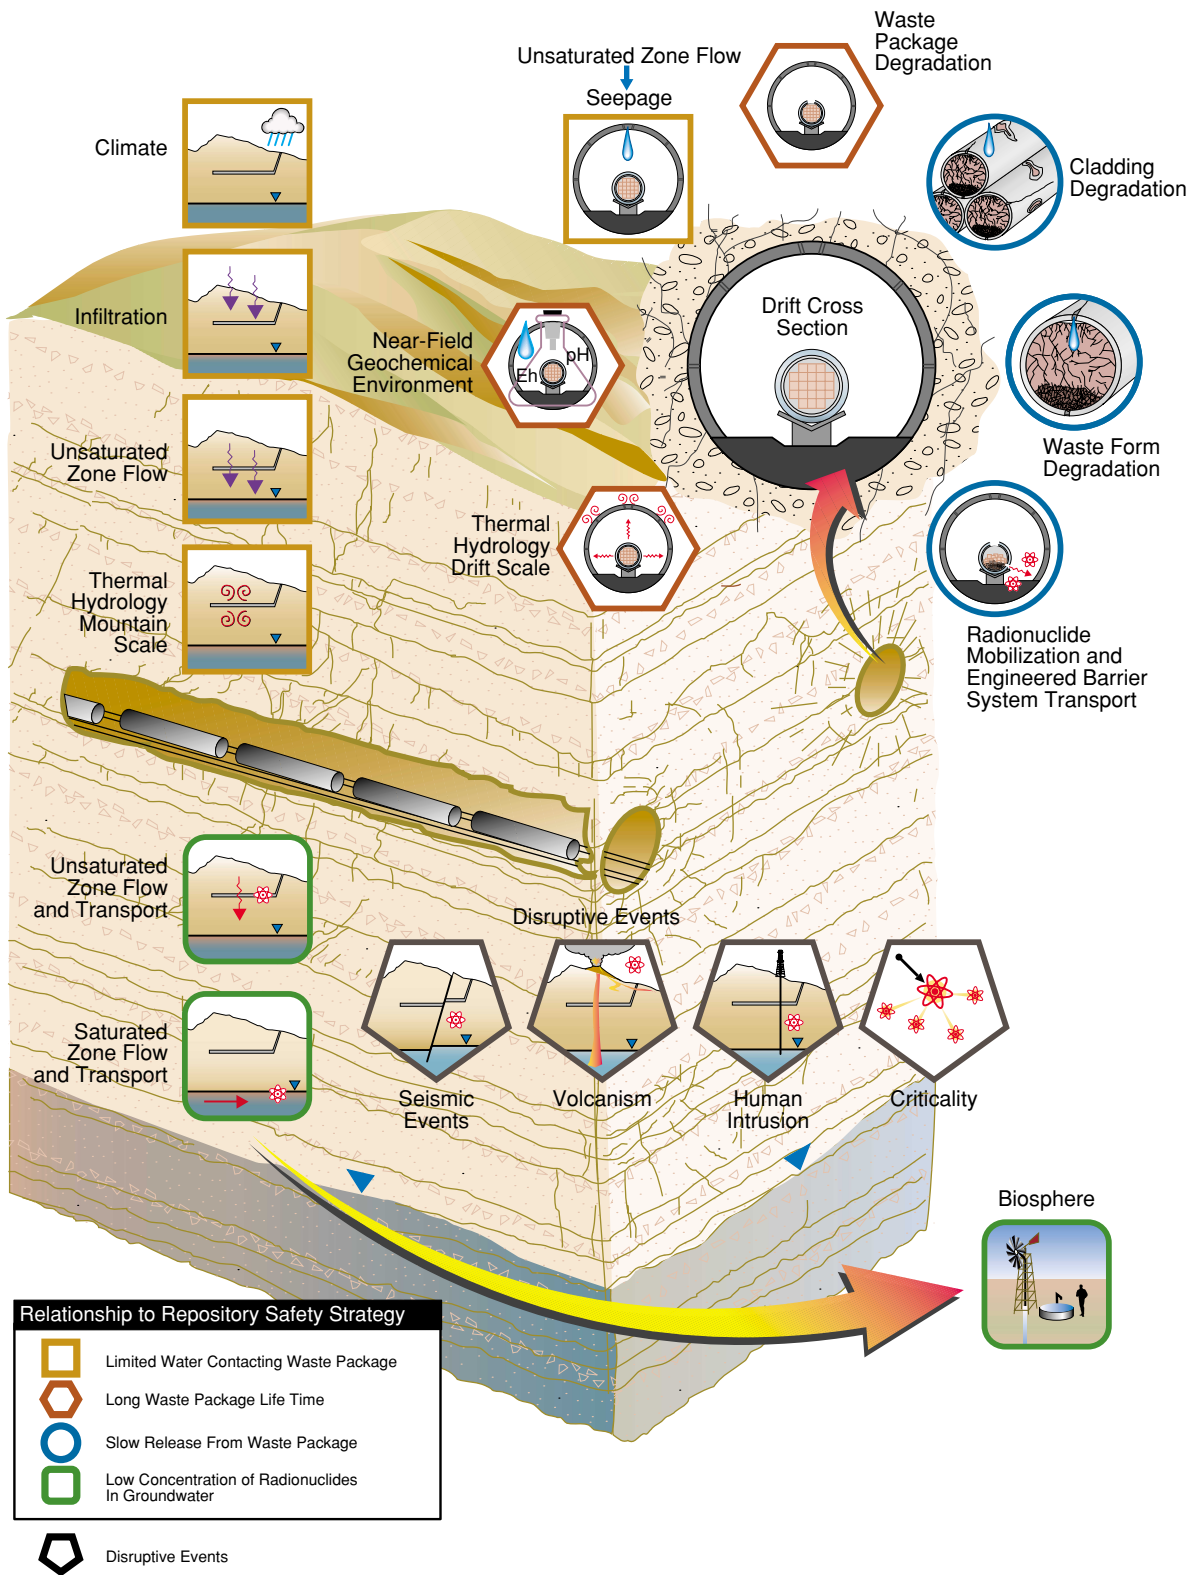 Waste
Package
Degradation
Unsaturated Zone Flow
Seepage
Climate
Cladding
Degradation
Infiltration
Near-Field
Geochemical
Environment
Eh
pH
Drift Cross
Section
Unsaturated
Zone Flow
Waste Form
Degradation
Thermal
Hydrology
Drift Scale
Thermal
Hydrology
Mountain
Scale
Radionuclide
Mobilization and
Engineered Barrier
System Transport
Unsaturated
Zone Flow
and Transport
Disruptive Events
Saturated
Zone Flow
and Transport
Seismic
Events
Volcanism
Human
Intrusion
Criticality
Biosphere
Relationship to Repository Safety Strategy
Limited Water Contacting Waste Package
Long Waste Package Life Time
Slow Release From Waste Package
Low Concentration of Radionuclides
In Groundwater
Disruptive Events